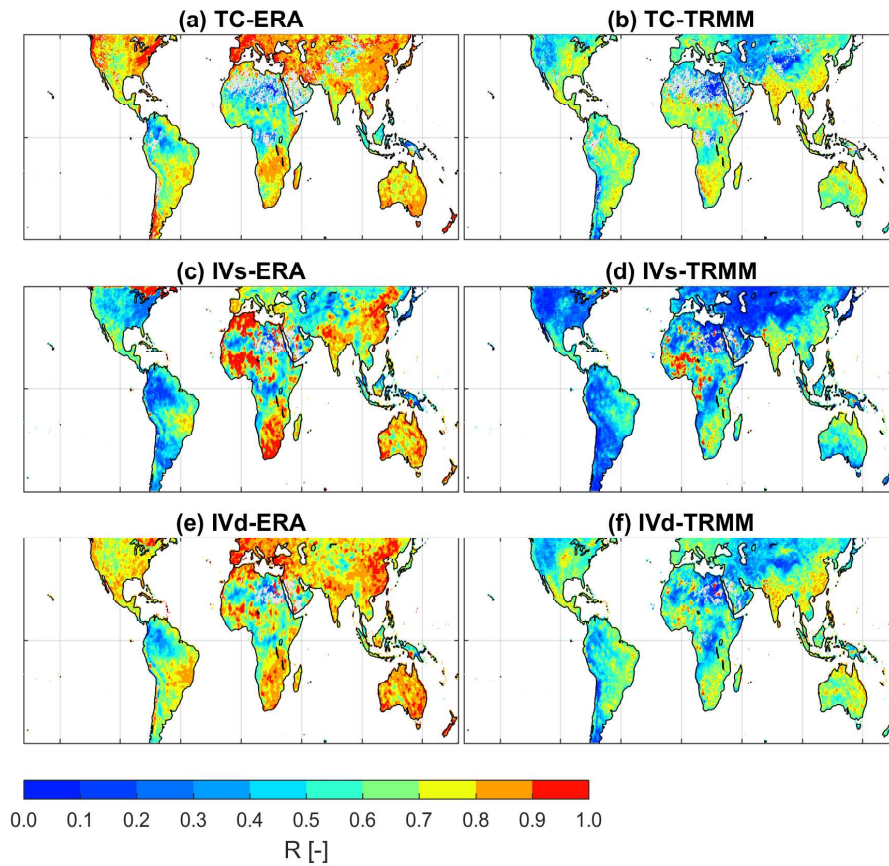 (a) TC-ERA
(b) TC-TRMM
(c) IVs-ERA
(d) IVs-TRMM
(e) IVd-ERA
(f) IVd-TRMM
0.0 0.1 0.2 0.3 0.4 0.5 0.6 0.7 0.8 0.9 1.0
R [-]